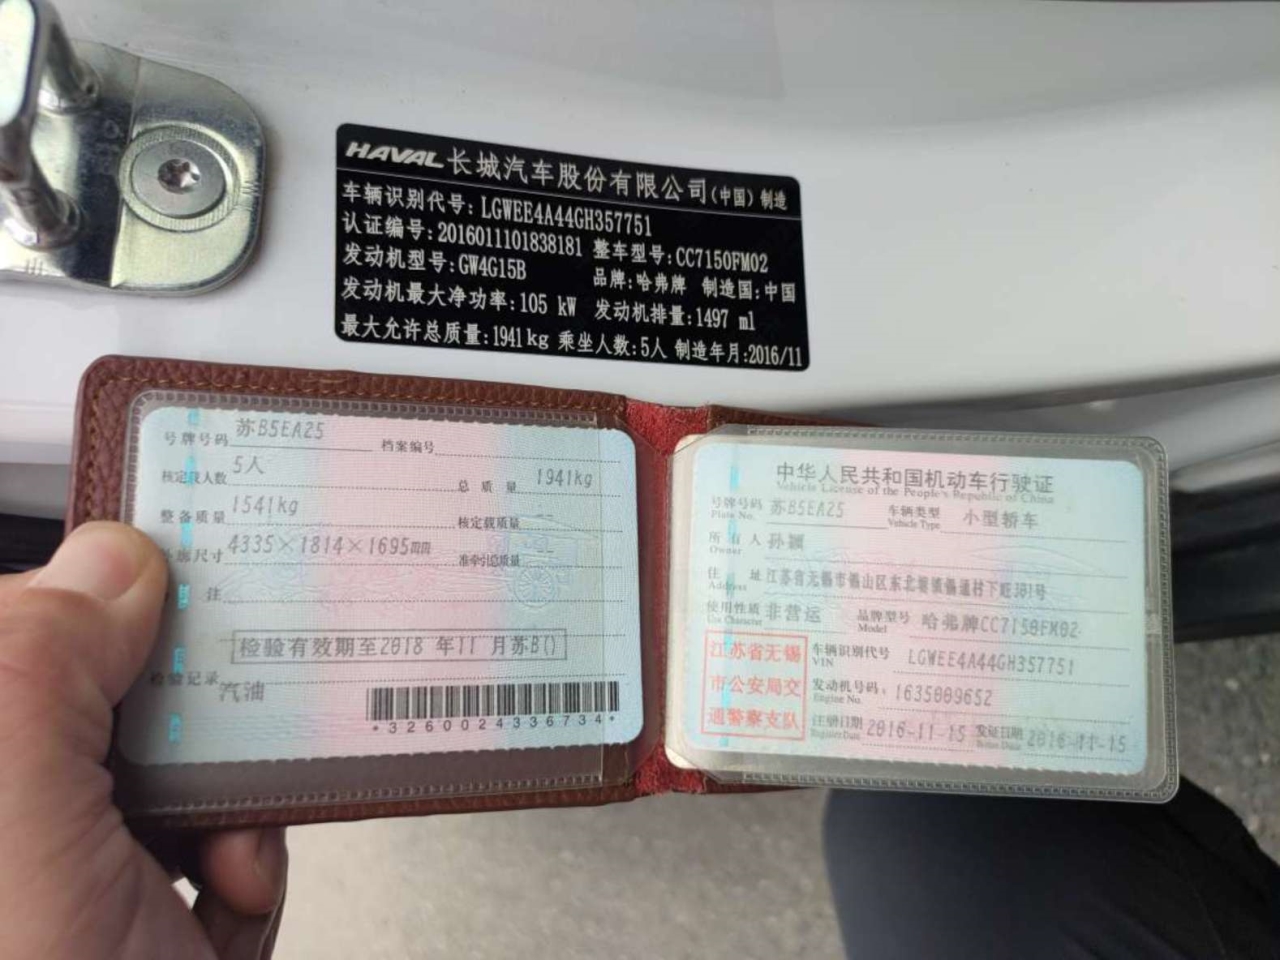 HAVAL 长城汽车股份有限公司(中国)制造
车辆识别代号:LGWEE4A44GH357751
认证编号:2016011101838181 整车型号:CC7150FM02
发动机型号:GW4G15B 品牌:哈弗牌 制造国:中国
发动机最大净功率:105 kW 发动机排量:1497 ml
最大允许总质量:1941kg 乘坐人数:5人 制造年月:2016/11
号牌号码 苏B5EA25 档案编号
核定载人数 5人 总质量 1941kg
整备质量 1541kg 核定载质量 --
外廓尺寸 4335×1814×1695mm 准牵引总质量 --
注
检验有效期至2018 年11 月苏B()
检验记录
汽油
*3260024336734*
中华人民共和国机动车行驶证
Vehicle License of the People's Republic of China
号牌号码 苏B5EA25 车辆类型 小型轿车
Plate No. Vehicle Type
所有人 孙颖
Owner
住址 江苏省无锡市锡山区东北塘镇锡通村下旺301号
Address
使用性质 非营运 品牌型号 哈弗牌CC7150FM02
Use Character Model
江苏省无锡
市公安局交
通警察支队
车辆识别代号 LGWEE4A44GH357751
VIN
发动机号码: 1635009652
Engine No.
注册日期 2016-11-15 发证日期 2016-11-15
Register Date Issue Date